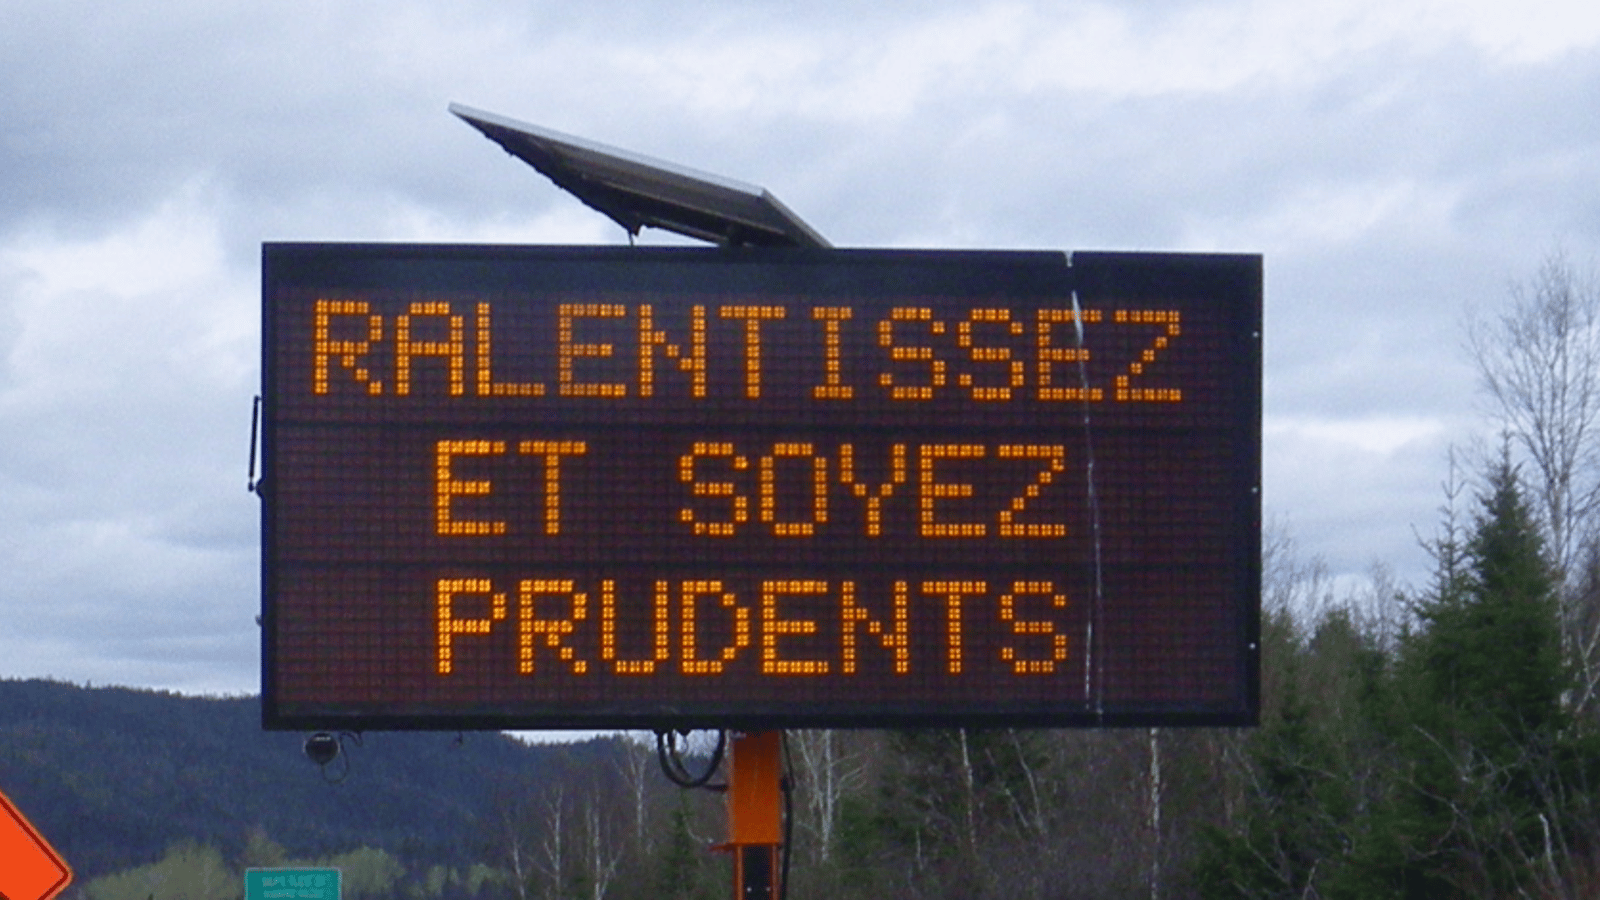 RALENTISSEZ
ET SOYEZ
PRUDENTS